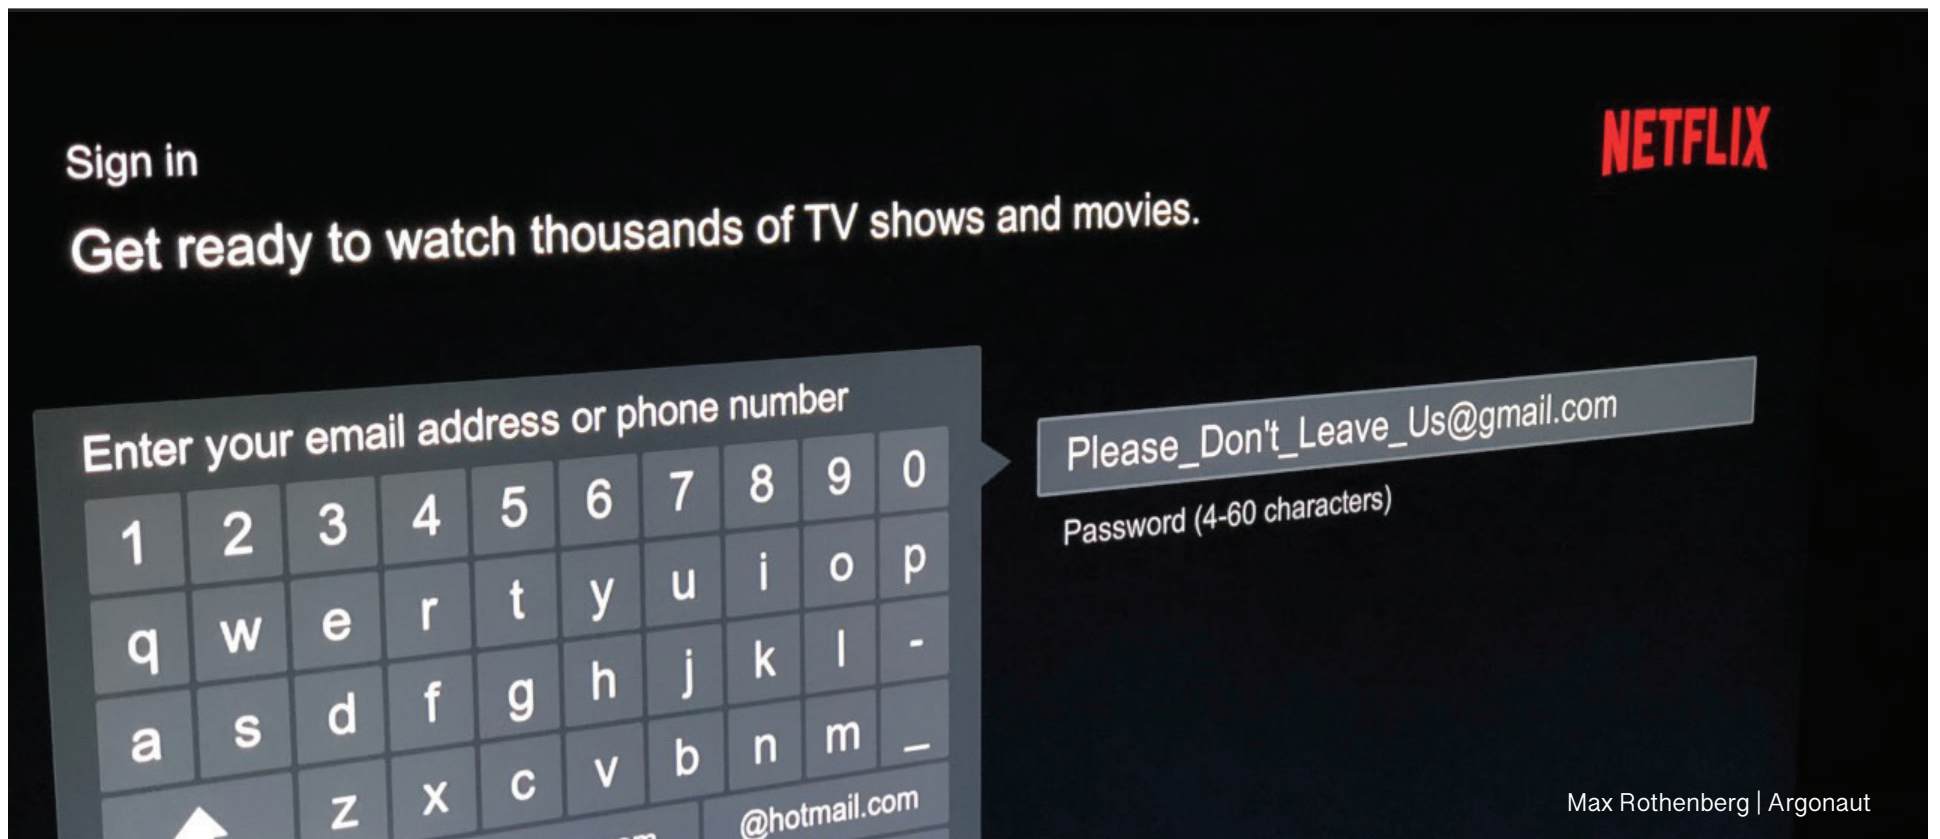 NETFLIX
Sign in
Get ready to watch thousands of TV shows and movies.
Enter your email address or phone number
1 2 3 4 5 6 7 8 9 0
q w e r t y u i o p
a s d f g h j k l -
z x c v b n m _
@hotmail.com
Please_Don't_Leave_Us@gmail.com
Password (4-60 characters)
Max Rothenberg | Argonaut